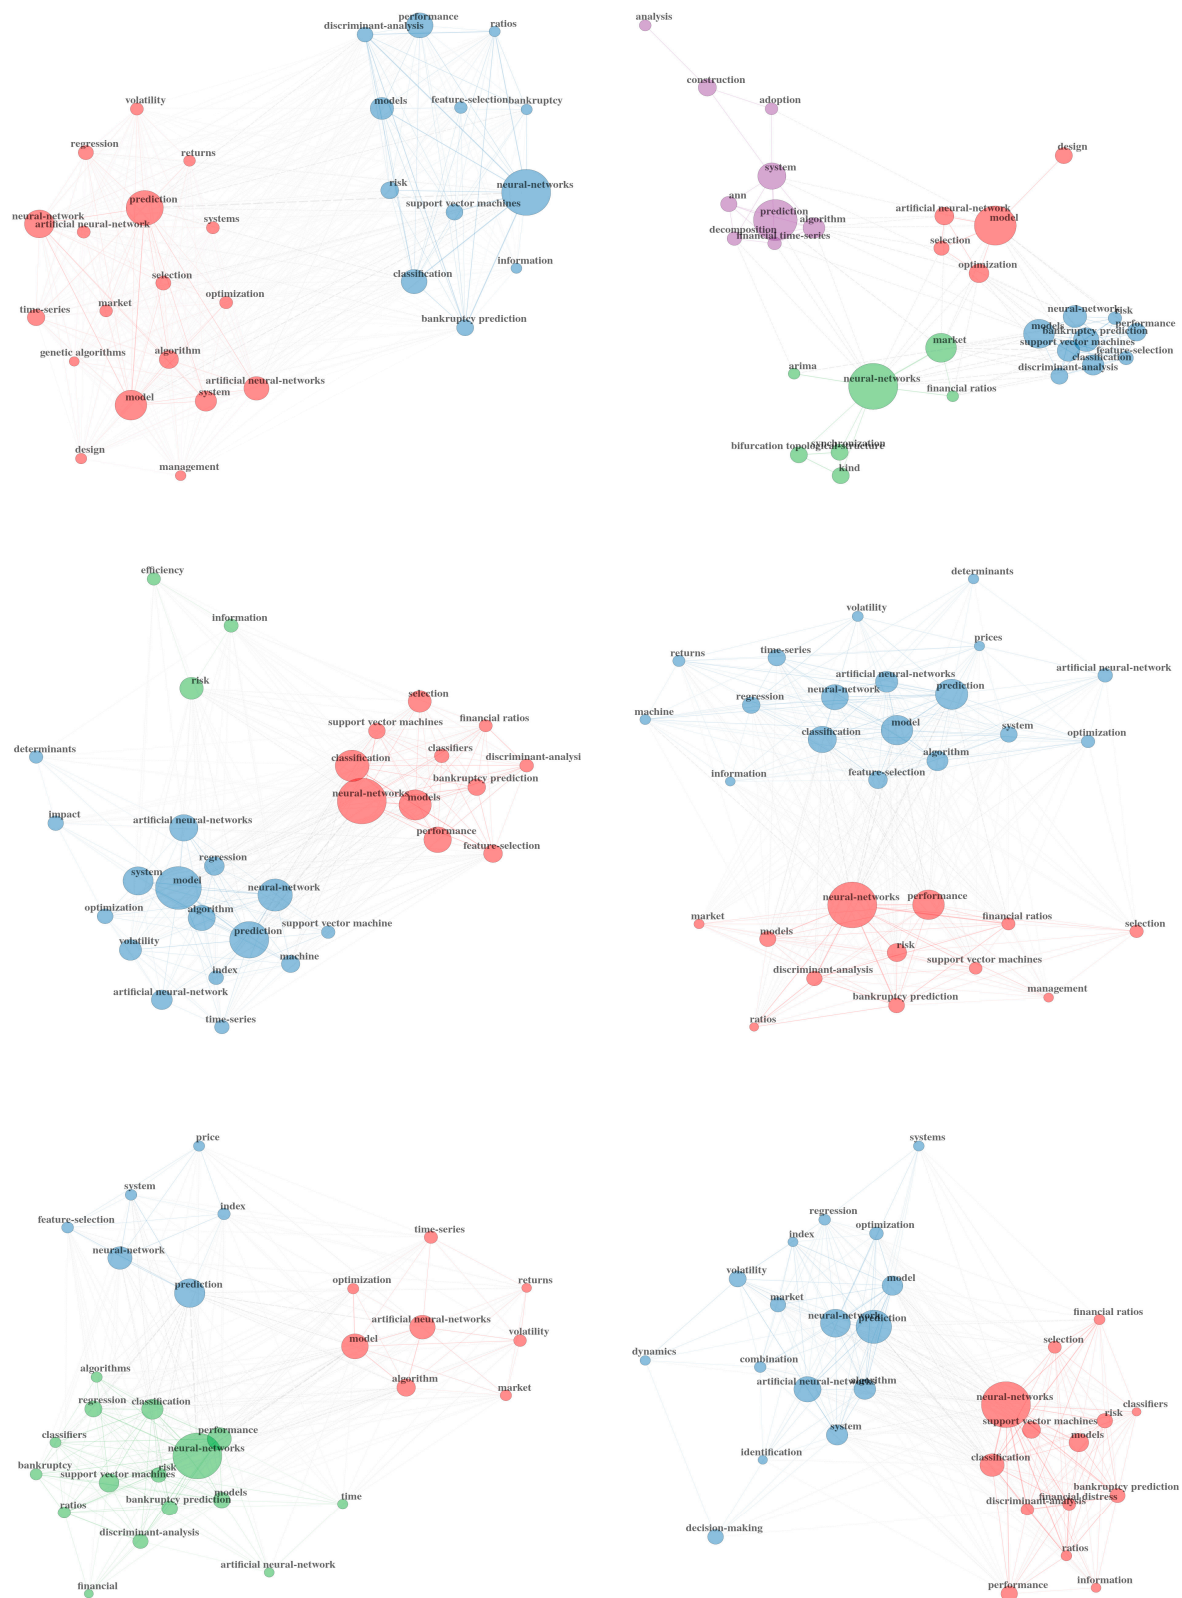 performance
discriminant-analysis
ratios
volatility
models
feature-selection
bankruptcy
regression
returns
risk
neural-networks
prediction
support vector machines
neural-network
artificial neural-network
systems
information
selection
classification
market
optimization
time-series
bankruptcy prediction
genetic algorithms
algorithm
artificial neural-networks
model
system
design
management
analysis
construction
adoption
design
system
ann
prediction
artificial neural-network
algorithm
model
decomposition
financial time-series
selection
optimization
neural-networks
risk
models
performance
bankruptcy prediction
market
support vector machines
feature-selection
classification
arima
discriminant-analysis
neural-networks
financial ratios
synchronization
bifurcation topological-structure
kind
efficiency
information
risk
selection
support vector machines
financial ratios
determinants
classification
classifiers
discriminant-analysi
bankruptcy prediction
neural-networks
models
impact
artificial neural-networks
performance
feature-selection
regression
system
model
neural-network
optimization
algorithm
support vector machine
volatility
prediction
machine
index
artificial neural-network
time-series
determinants
volatility
prices
returns
time-series
artificial neural-network
artificial neural-networks
neural-network
prediction
regression
machine
classification
model
system
optimization
algorithm
information
feature-selection
neural-networks
performance
market
financial ratios
selection
models
risk
discriminant-analysis
support vector machines
management
bankruptcy prediction
ratios
price
system
index
feature-selection
time-series
neural-network
prediction
optimization
returns
artificial neural-networks
model
volatility
algorithms
algorithm
market
regression
classification
classifiers
performance
neural-networks
bankruptcy
support vector machines
risk
models
bankruptcy prediction
time
ratios
discriminant-analysis
artificial neural-network
financial
systems
regression
optimization
index
volatility
model
market
neural-network
prediction
financial ratios
selection
dynamics
combination
artificial neural-networks
algorithm
neural-networks
classifiers
risk
support vector machines
models
system
identification
classification
bankruptcy prediction
financial distress
discriminant-analysis
decision-making
ratios
information
performance